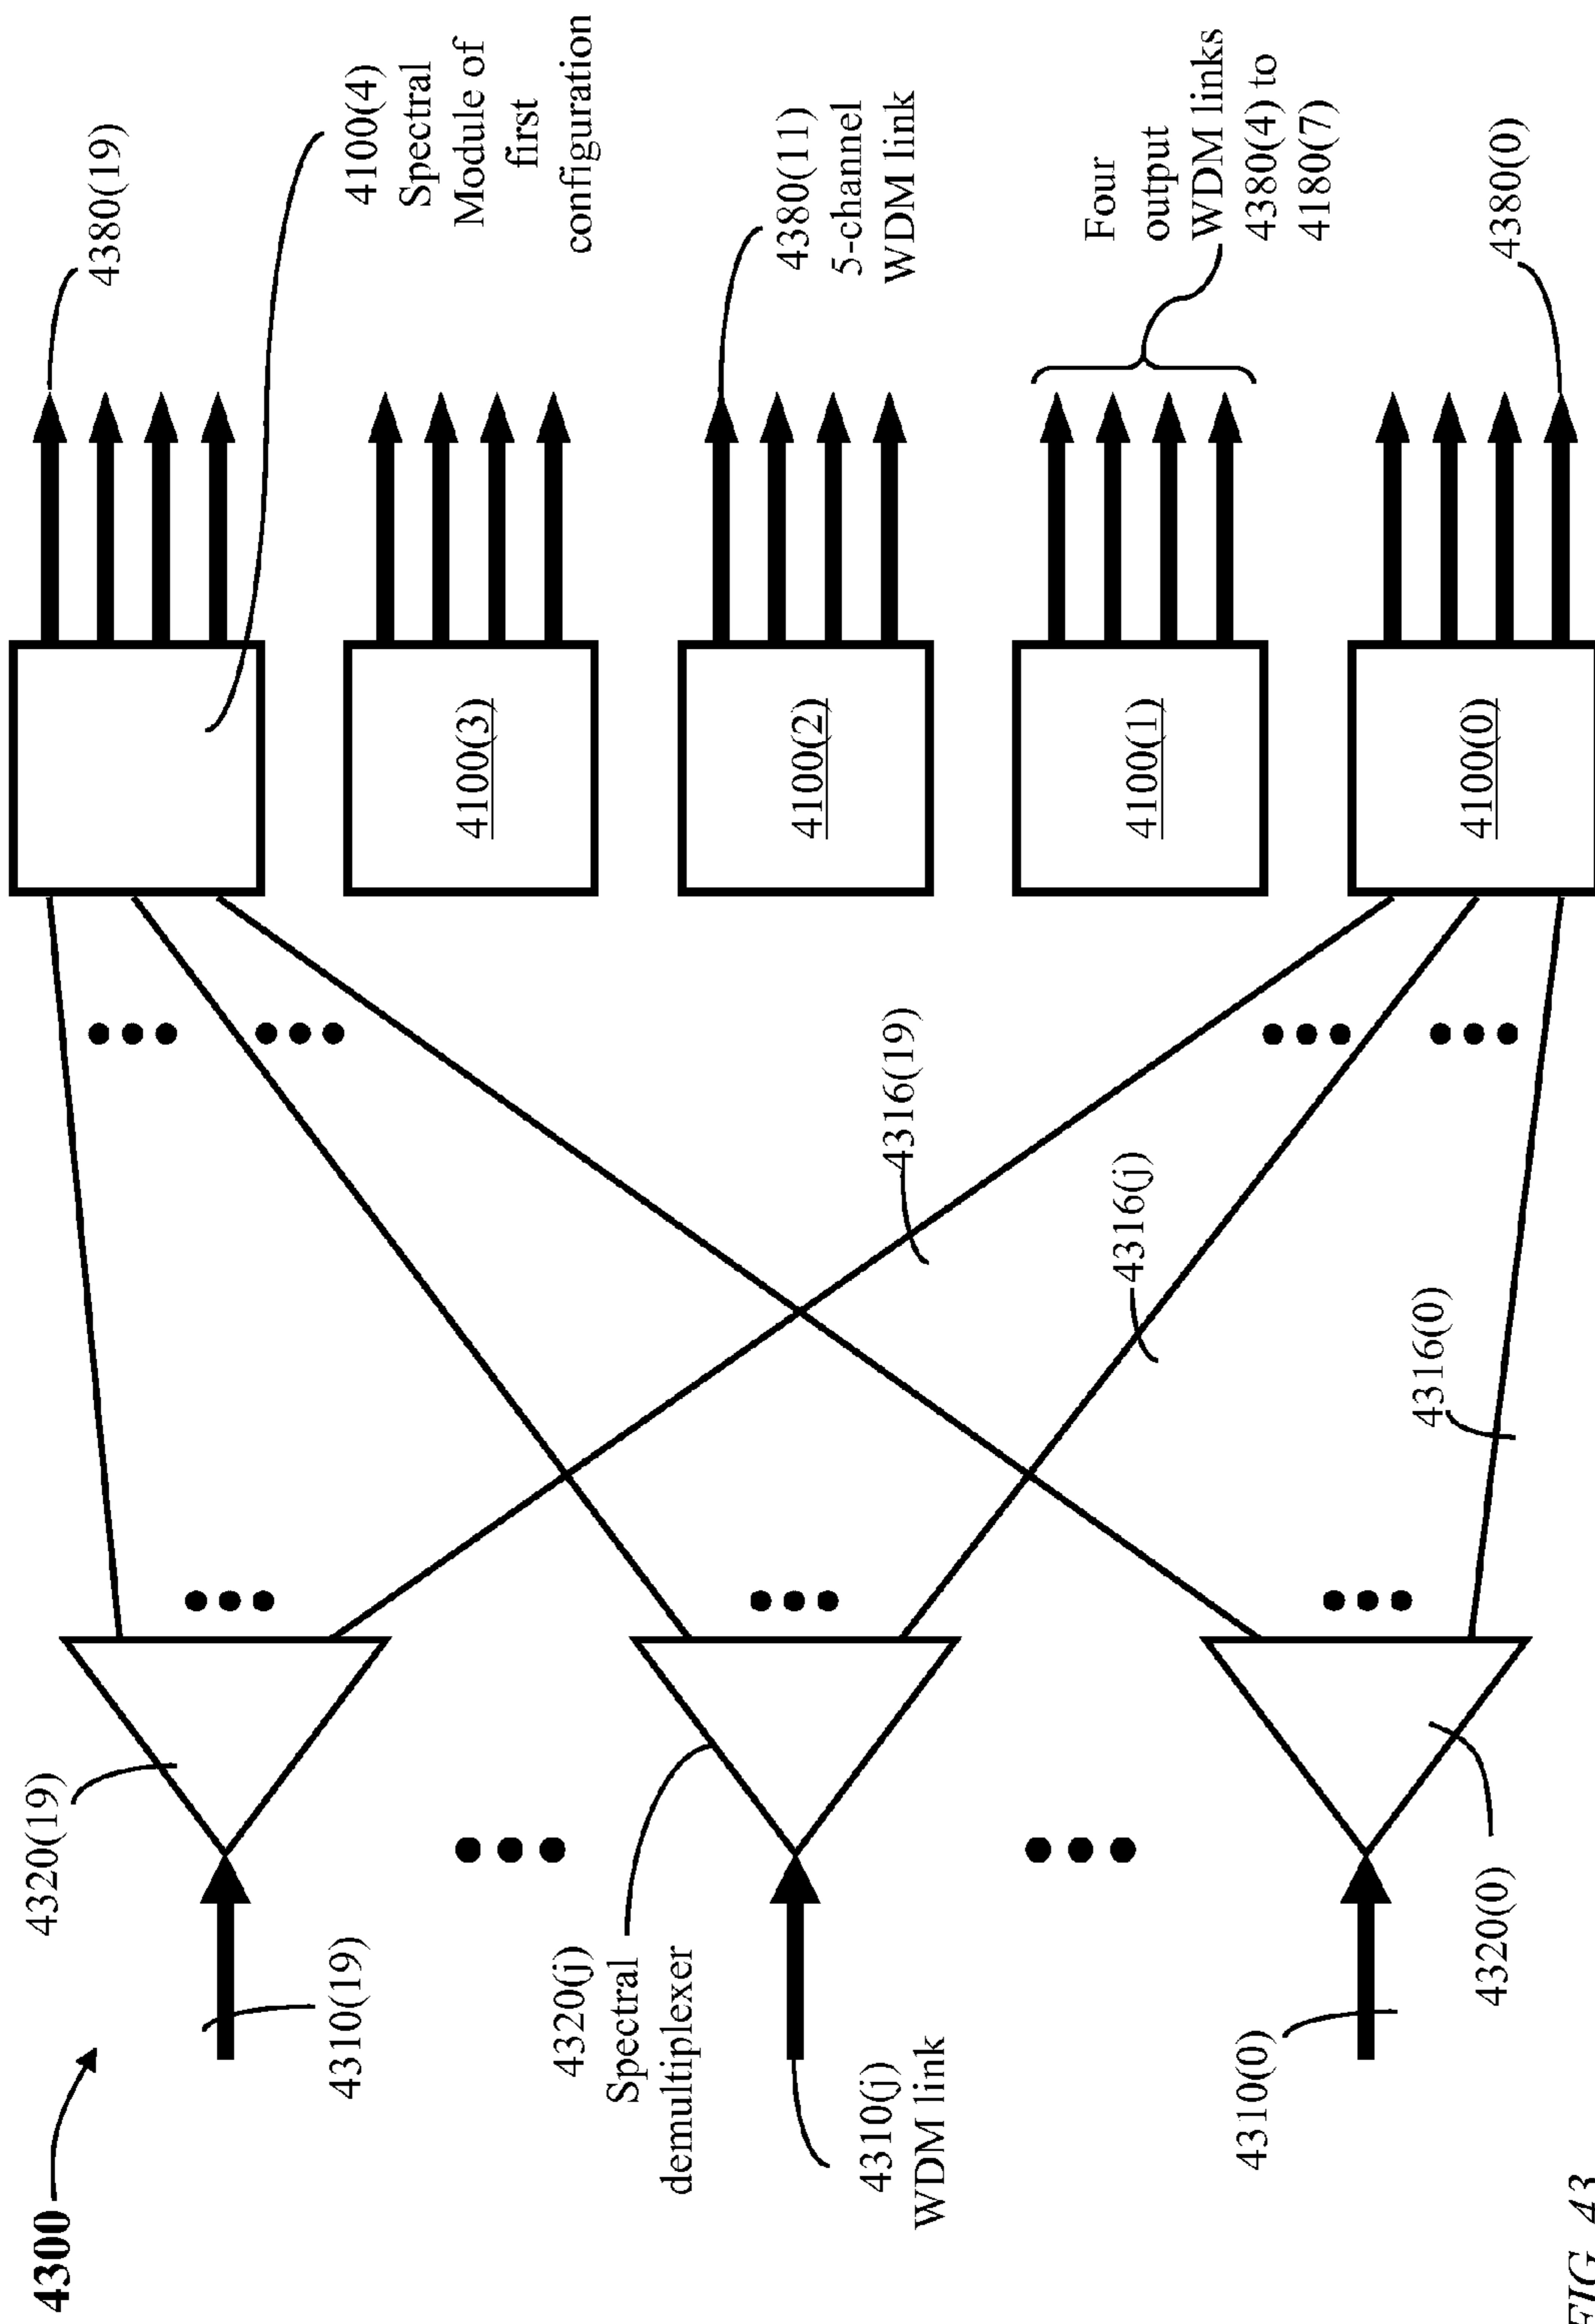 4300
4320(19)
4310(19)
4320(j)
Spectral
demultiplexer
4310(j)
WDM link
4310(0)
4320(0)
4316(19)
4316(j)
4316(0)
4100(3)
4100(2)
4100(1)
4100(0)
4380(19)
4100(4)
Spectral
Module of
first
configuration
4380(11)
5-channel
WDM link
Four
output
WDM links
4380(4) to
4180(7)
4380(0)
FIG. 43